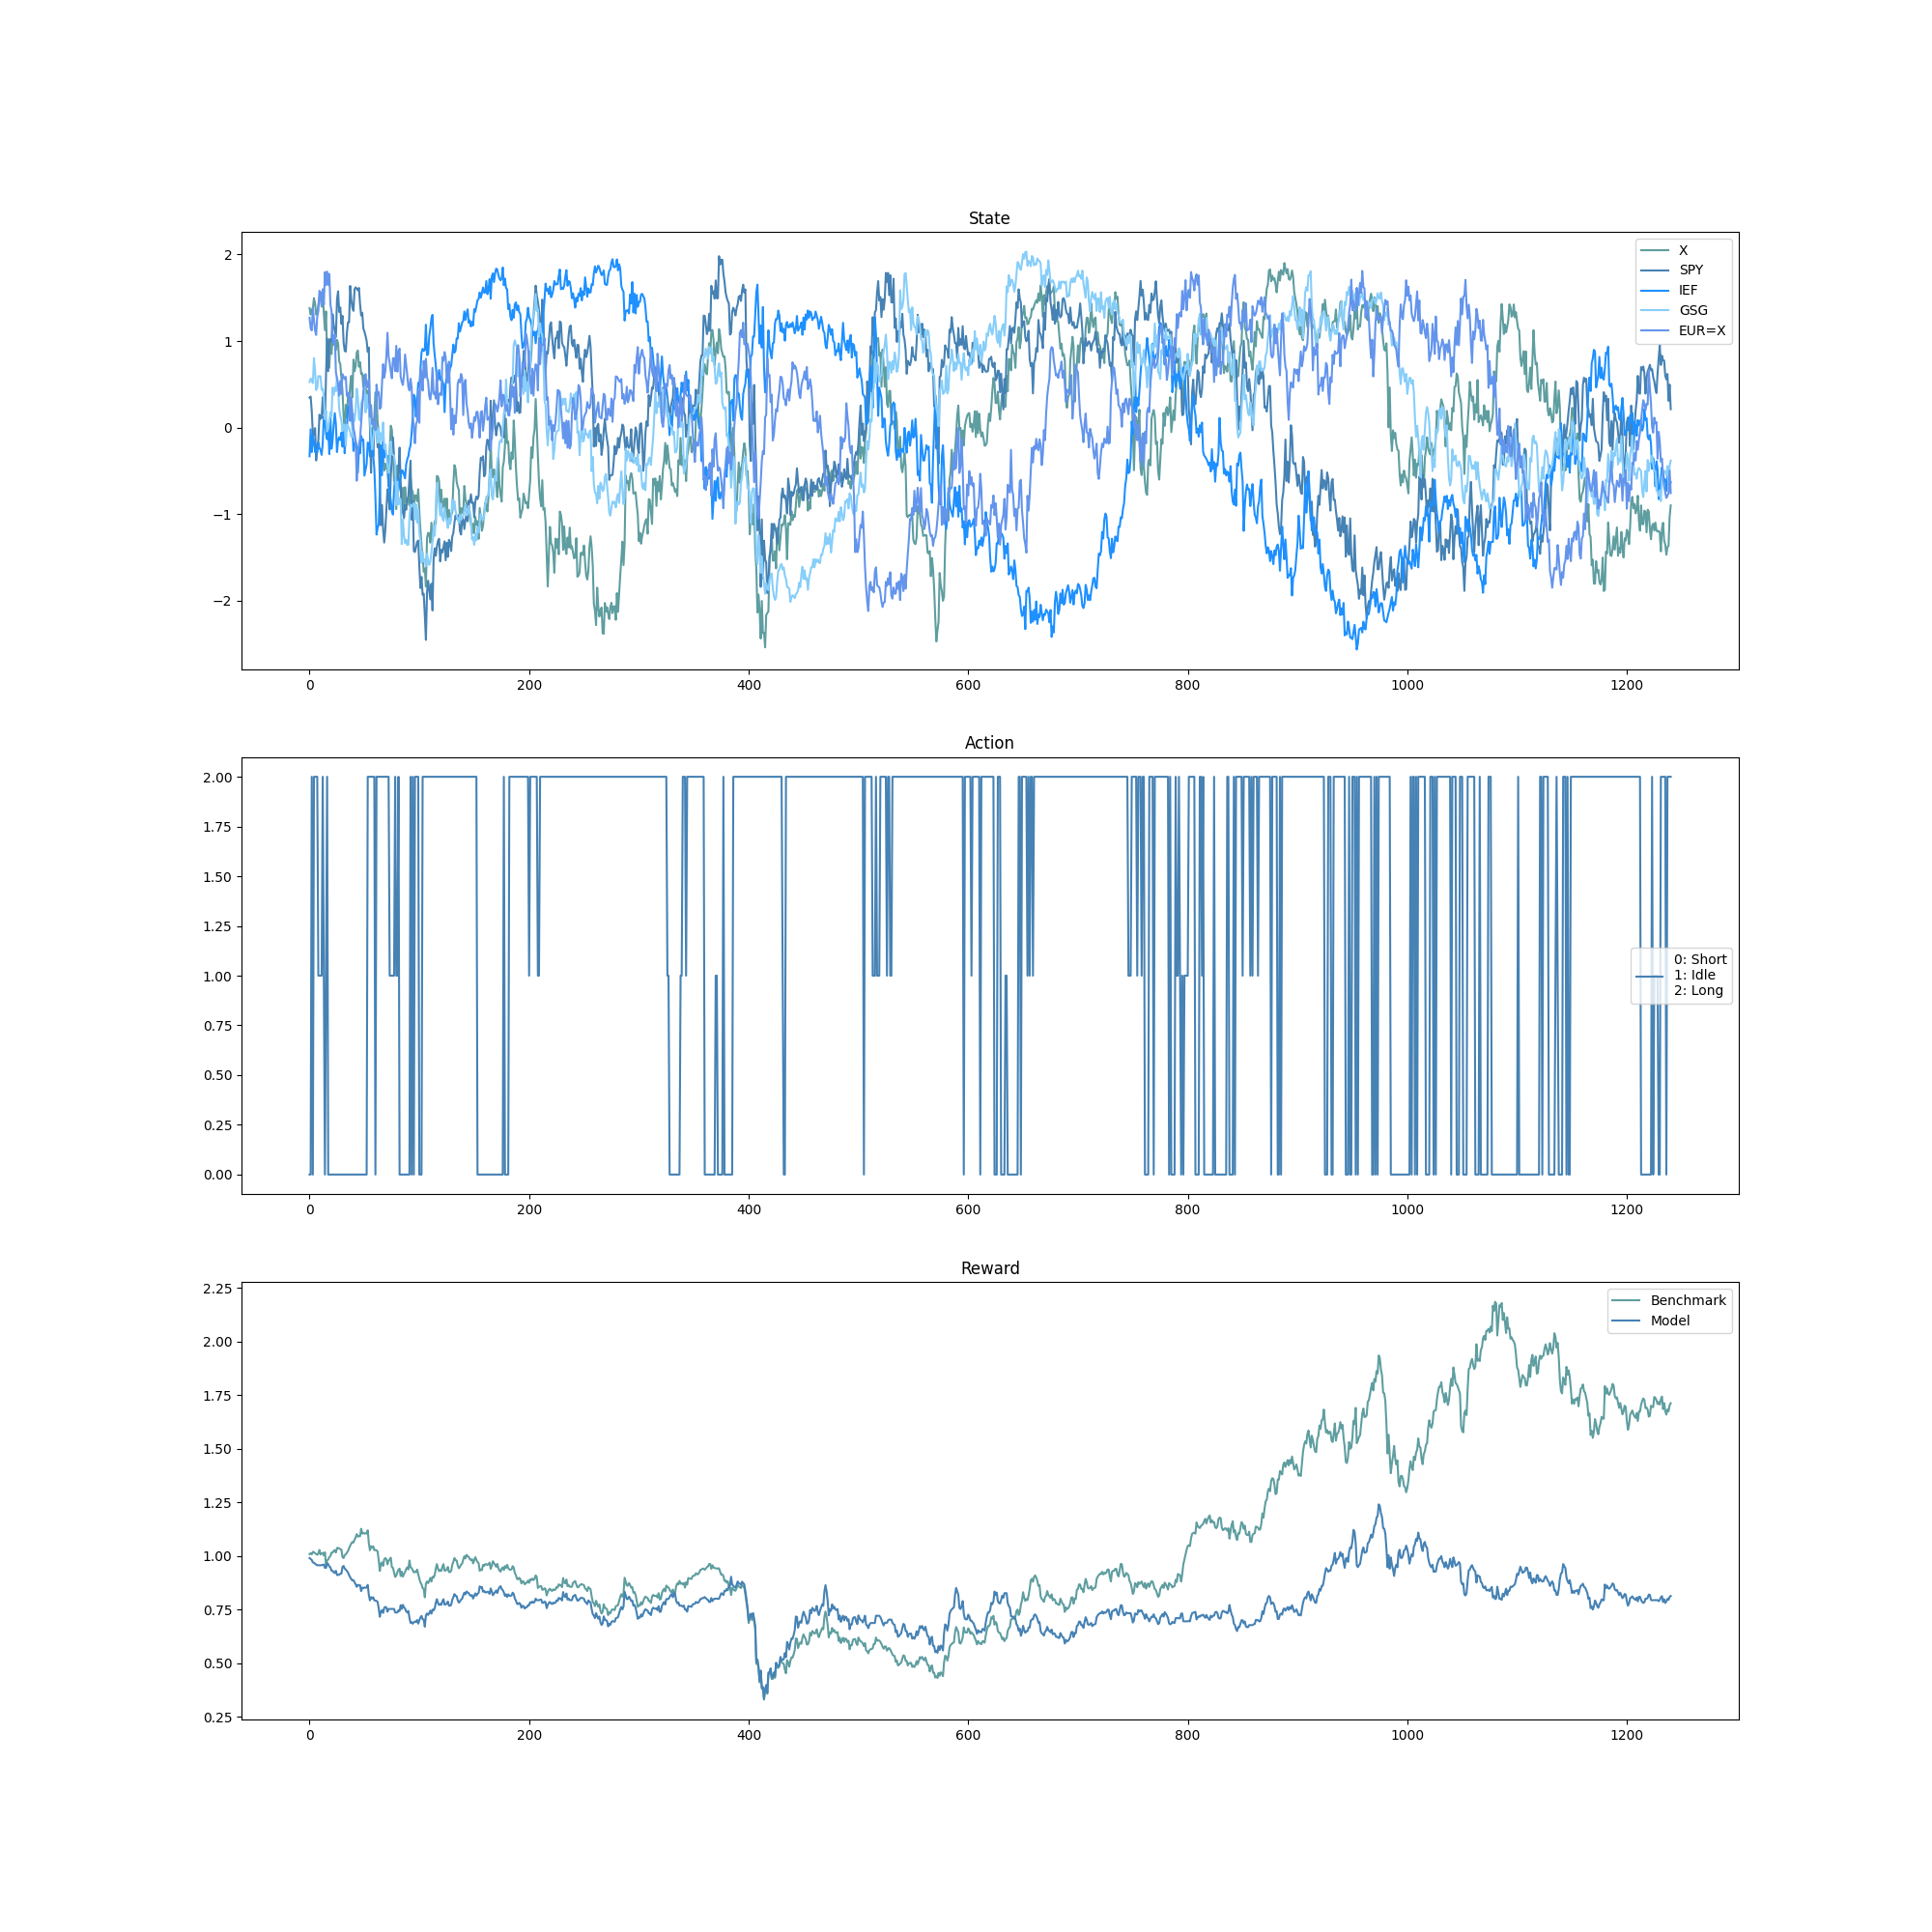 State
2
1
0
−1
−2
X
SPY
IEF
GSG
EUR=X
0 200 400 600 800 1000 1200
Action
2.00
1.75
1.50
1.25
1.00
0.75
0.50
0.25
0.00
0: Short
1: Idle
2: Long
0 200 400 600 800 1000 1200
Reward
2.25
2.00
1.75
1.50
1.25
1.00
0.75
0.50
0.25
Benchmark
Model
0 200 400 600 800 1000 1200